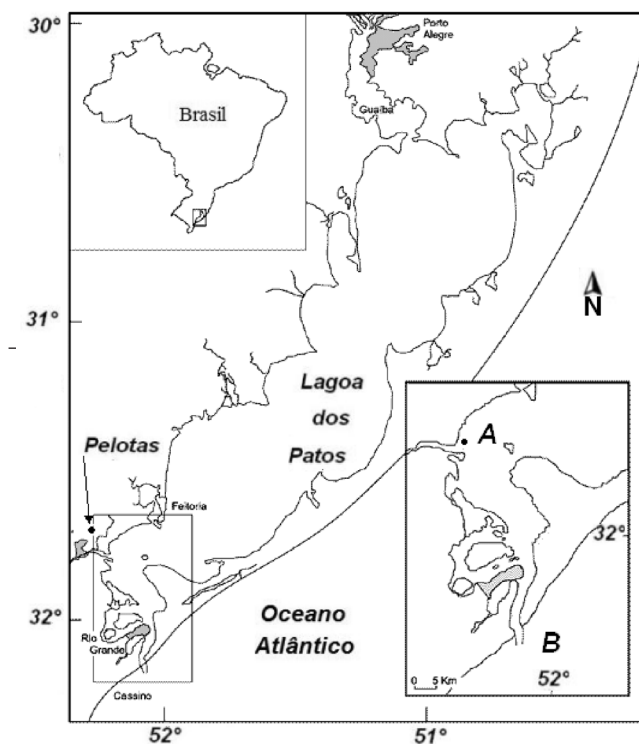 30°
Porto
Alegre
Guaíba
Brasil
N
31°
Lagoa
dos
Patos
Pelotas
Feitoria
A
32°
32°
Oceano
Atlântico
Rio
Grande
B
Cassino
0 5 Km
52°
52°
51°